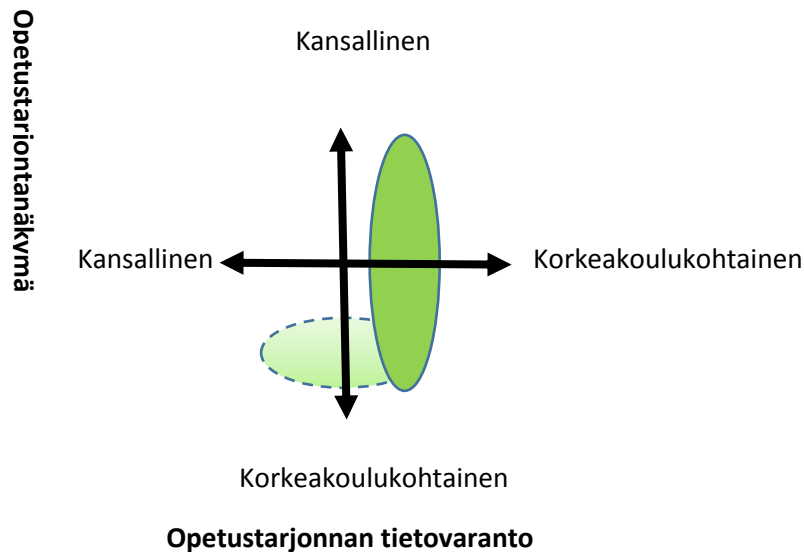 Opetustarjontanäkymä
Kansallinen
Kansallinen
Korkeakoulukohtainen
Korkeakoulukohtainen
Opetustarjonnan tietovaranto